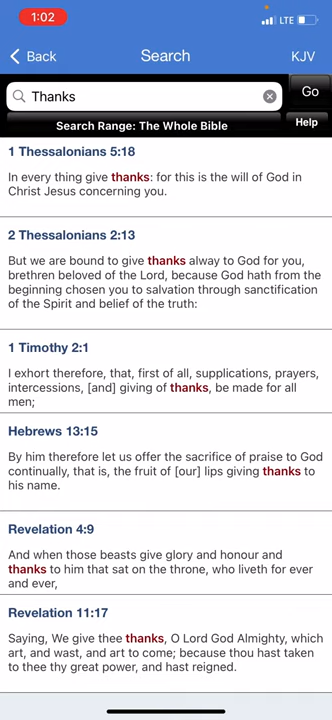 1:02
LTE
Back
Search
KJV
Thanks
Go
Search Range: The Whole Bible
Help
1 Thessalonians 5:18
In every thing give thanks: for this is the will of God in
Christ Jesus concerning you.
2 Thessalonians 2:13
But we are bound to give thanks alway to God for you,
brethren beloved of the Lord, because God hath from the
beginning chosen you to salvation through sanctification
of the Spirit and belief of the truth:
1 Timothy 2:1
I exhort therefore, that, first of all, supplications, prayers,
intercessions, [and] giving of thanks, be made for all
men;
Hebrews 13:15
By him therefore let us offer the sacrifice of praise to God
continually, that is, the fruit of [our] lips giving thanks to
his name.
Revelation 4:9
And when those beasts give glory and honour and
thanks to him that sat on the throne, who liveth for ever
and ever,
Revelation 11:17
Saying, We give thee thanks, O Lord God Almighty, which
art, and wast, and art to come; because thou hast taken
to thee thy great power, and hast reigned.